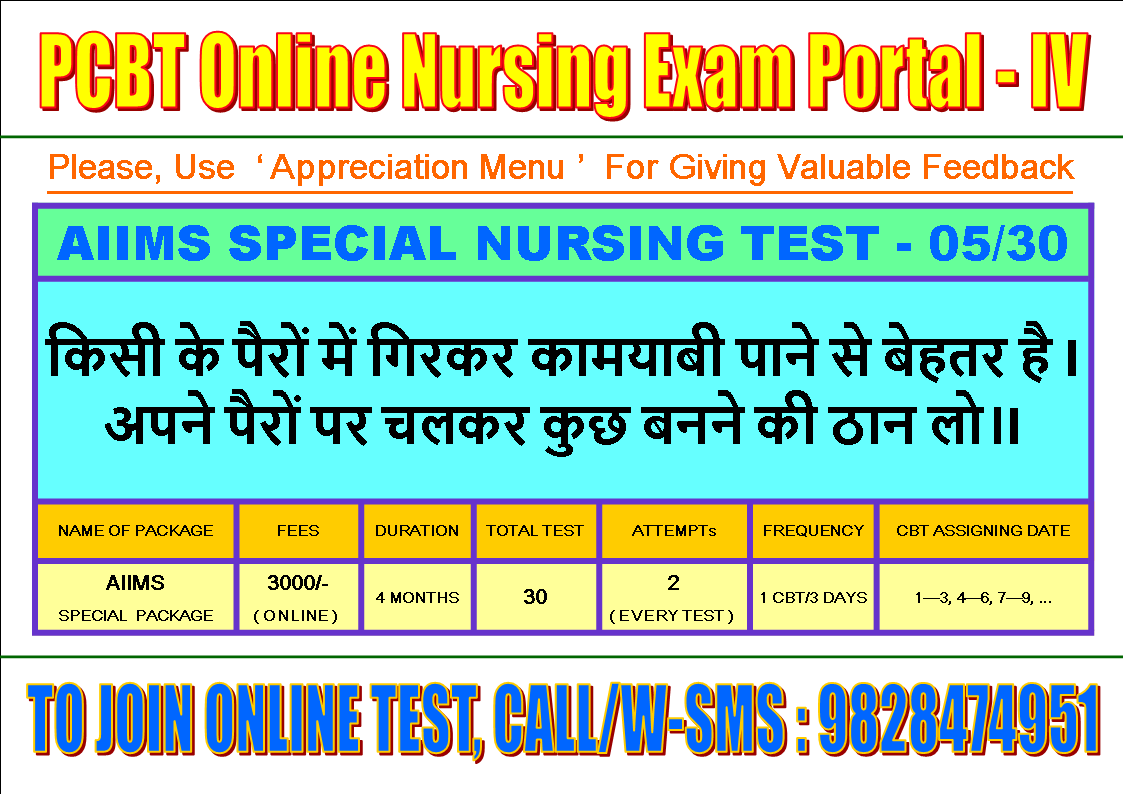 PCBT Online Nursing Exam Portal - IV
Please, Use ‘ Appreciation Menu ’ For Giving Valuable Feedback
AIIMS SPECIAL NURSING TEST - 05/30
किसी के पैरों में गिरकर कामयाबी पाने से बेहतर है ।
अपने पैरों पर चलकर कुछ बनने की ठान लो ॥
NAME OF PACKAGE FEES DURATION TOTAL TEST ATTEMPTs FREQUENCY CBT ASSIGNING DATE
AIIMS 3000/- 4 MONTHS 30 2 1 CBT/3 DAYS 1—3, 4—6, 7—9, ...
SPECIAL PACKAGE ( ONLINE ) ( EVERY TEST )
TO JOIN ONLINE TEST, CALL/W-SMS : 9828474951